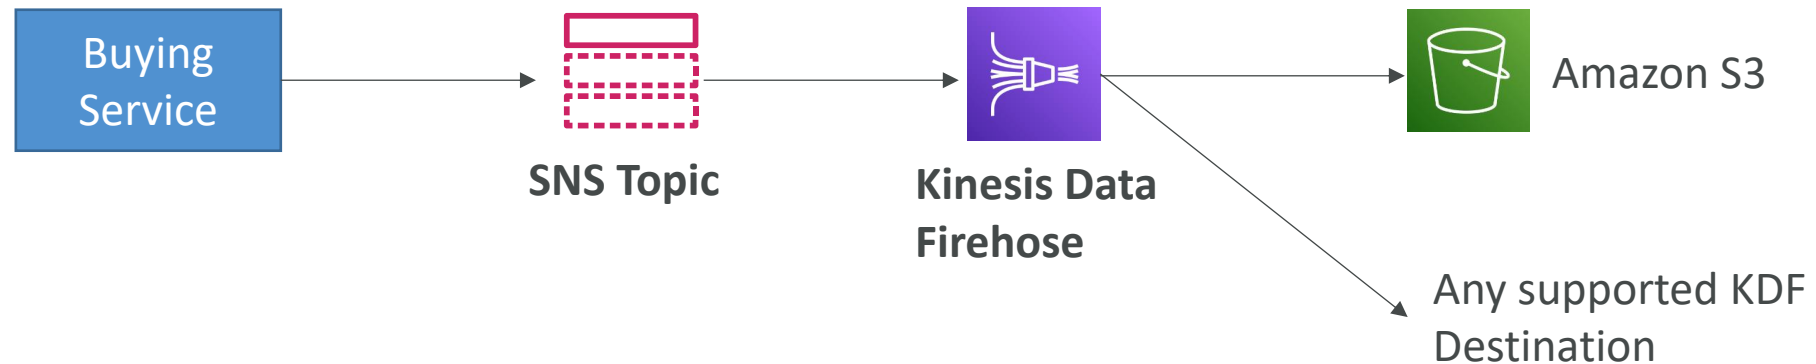 Buying
Service
SNS Topic
Kinesis Data
Firehose
Amazon S3
Any supported KDF
Destination